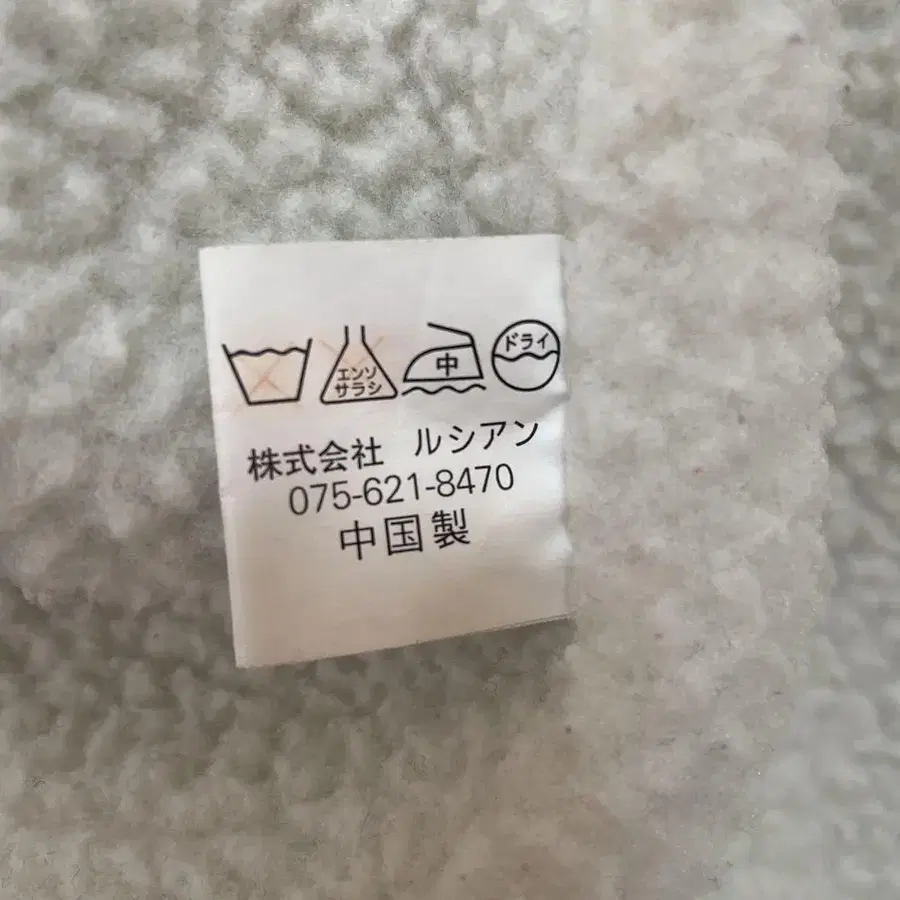 エンソ
サラシ
中
ドライ
株式会社 ルシアン
075-621-8470
中国製